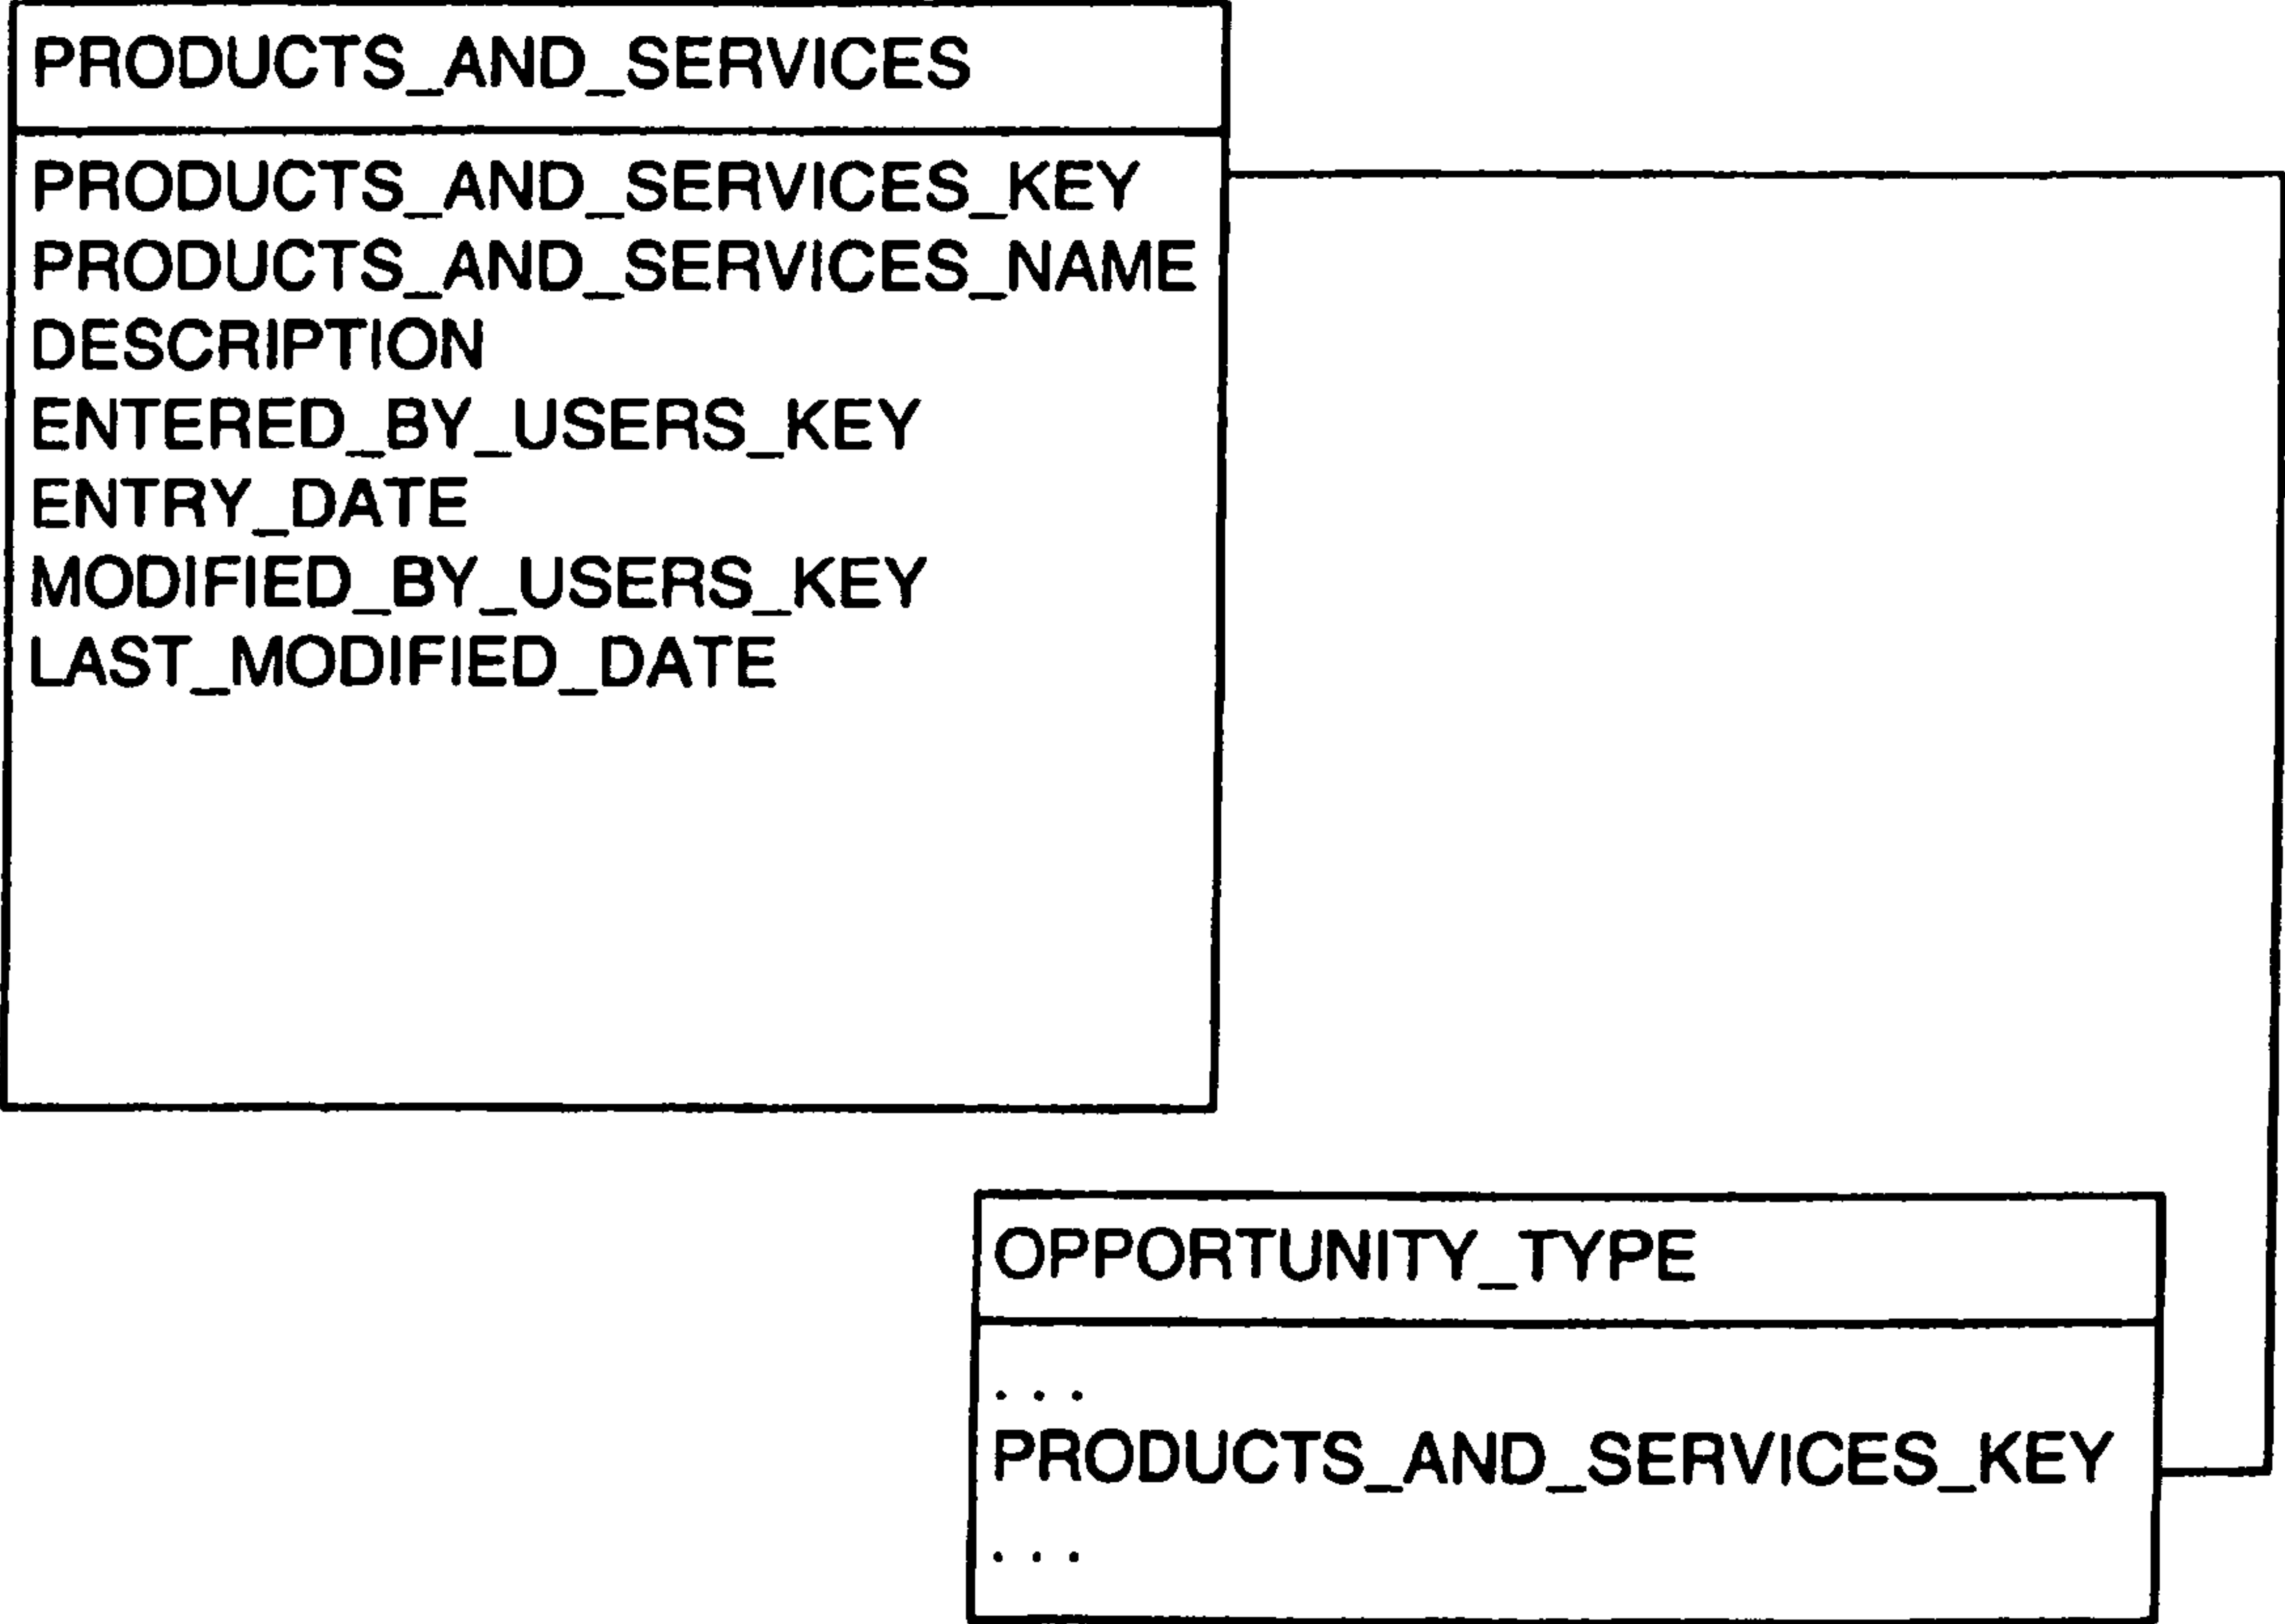 PRODUCTS_AND_SERVICES
PRODUCTS_AND_SERVICES_KEY
PRODUCTS_AND_SERVICES_NAME
DESCRIPTION
ENTERED_BY_USERS_KEY
ENTRY_DATE
MODIFIED_BY_USERS_KEY
LAST_MODIFIED_DATE
OPPORTUNITY_TYPE
. . .
PRODUCTS_AND_SERVICES_KEY
. . .